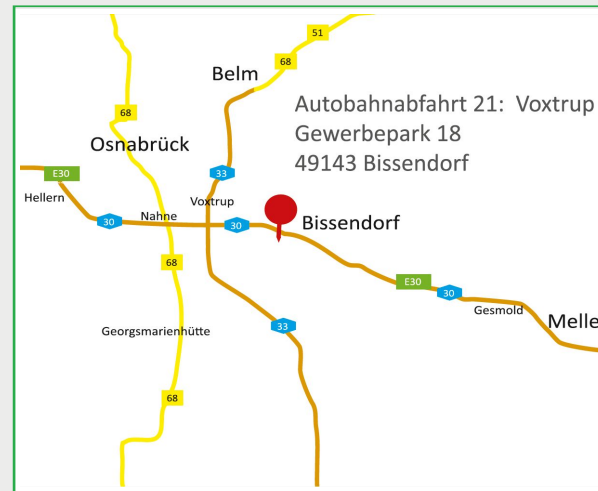 51
68
Belm
Autobahnabfahrt 21: Voxtrup
Gewerbepark 18
49143 Bissendorf
68
Osnabrück
E30
33
Hellern
Voxtrup
Nahne
30
30
Bissendorf
68
E30
30
Gesmold
Melle
Georgsmarienhütte
33
68